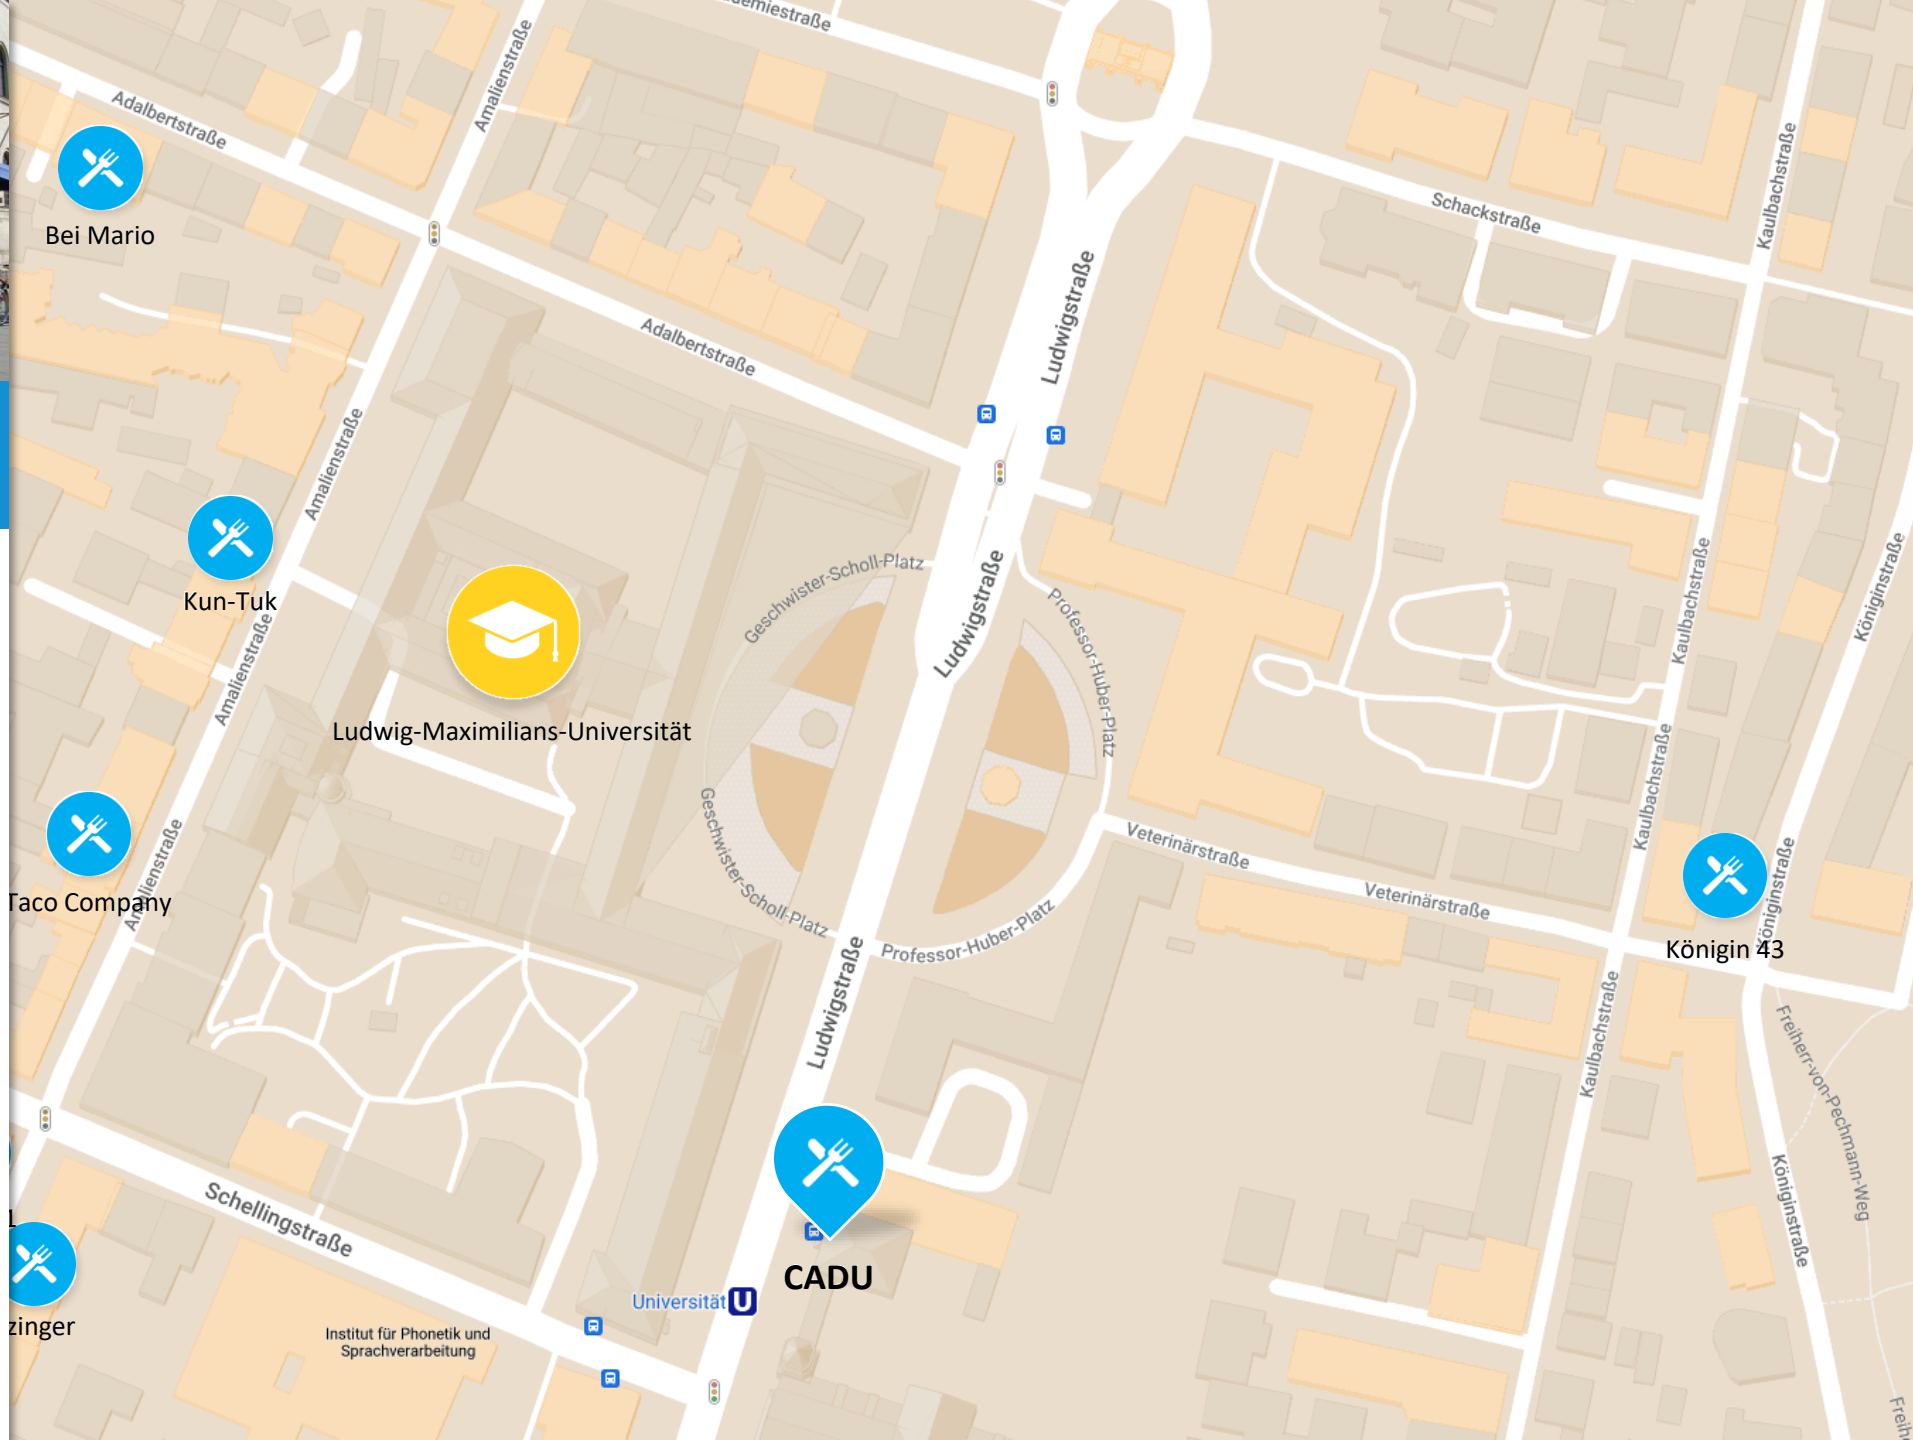 Adalbertstraße
Amalienstraße
Bei Mario
Schackstraße
Kaulbachstraße
Ludwigstraße
Adalbertstraße
Amalienstraße
Kun-Tuk
Geschwister-Scholl-Platz
Ludwigstraße
Professor-Huber-Platz
Kaulbachstraße
Königinstraße
Amalienstraße
Ludwig-Maximilians-Universität
Kaulbachstraße
Geschwister-Scholl-Platz
Veterinärstraße
Veterinärstraße
Königinstraße
Taco Company
Amalienstraße
Professor-Huber-Platz
Königin 43
Ludwigstraße
Kaulbachstraße
Freiherr-von-Pechmann-Weg
Schellingstraße
Königinstraße
CADU
Universität U
zinger
Institut für Phonetik und
Sprachverarbeitung